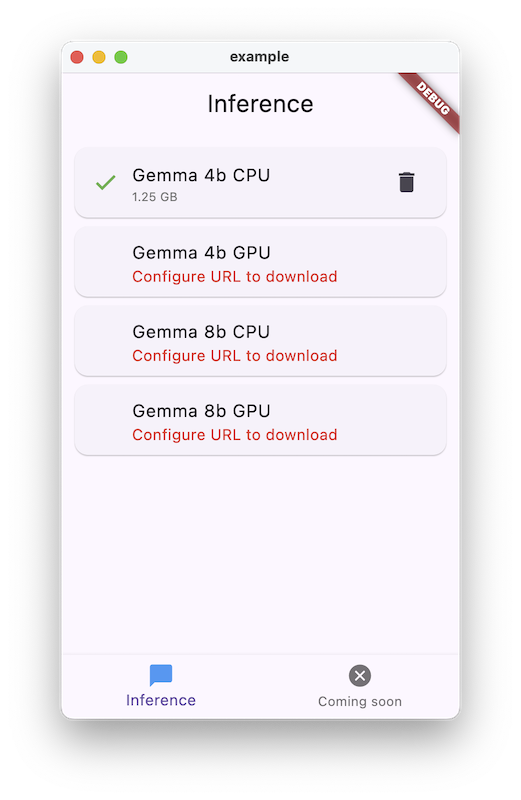 example
DEBUG
Inference
Gemma 4b CPU
1.25 GB
Gemma 4b GPU
Configure URL to download
Gemma 8b CPU
Configure URL to download
Gemma 8b GPU
Configure URL to download
Inference
Coming soon